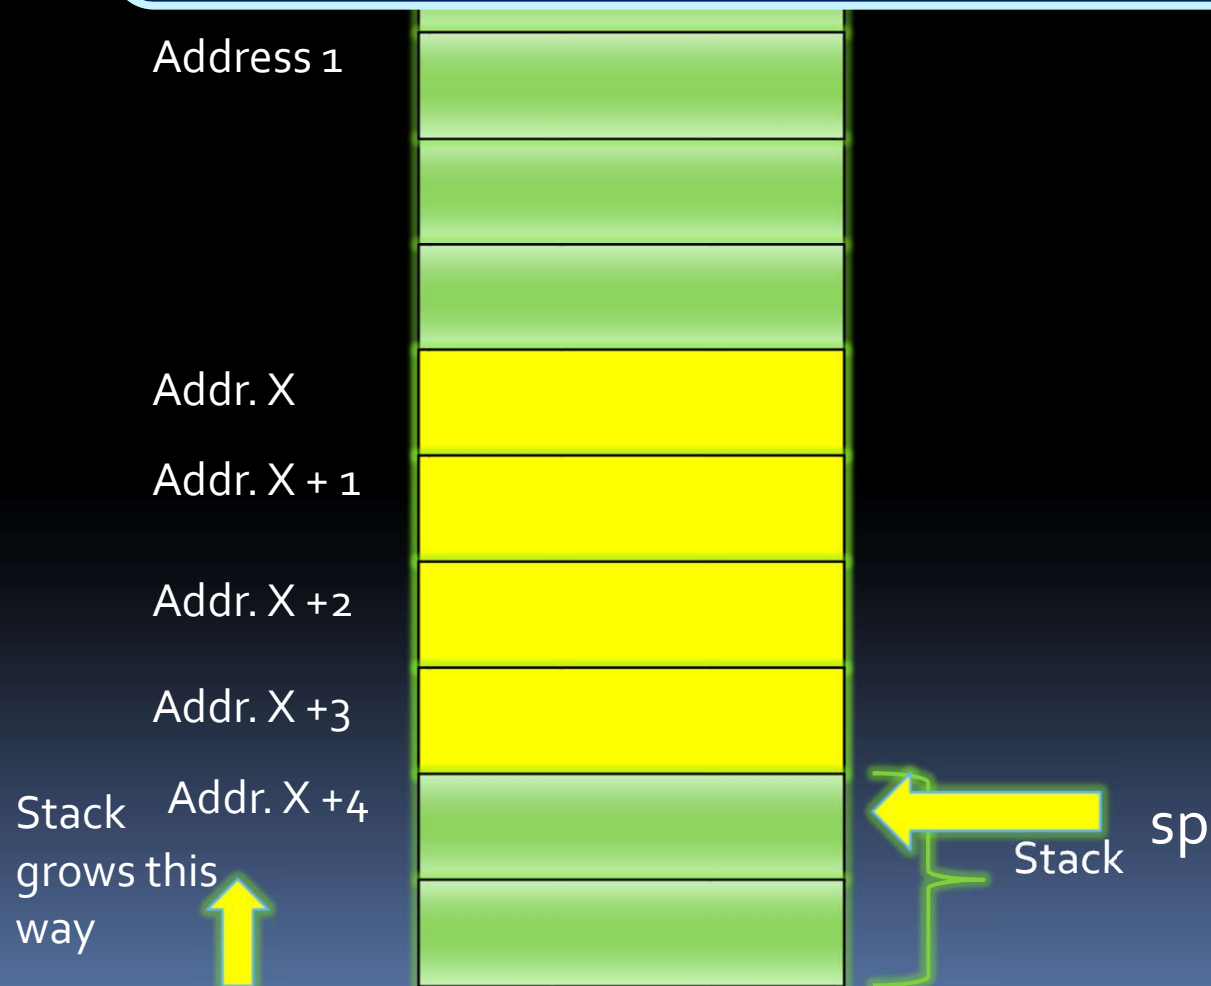 Address 1
Addr. X
Addr. X + 1
Addr. X +2
Addr. X +3
Addr. X +4
Stack
grows this
way
sp
Stack